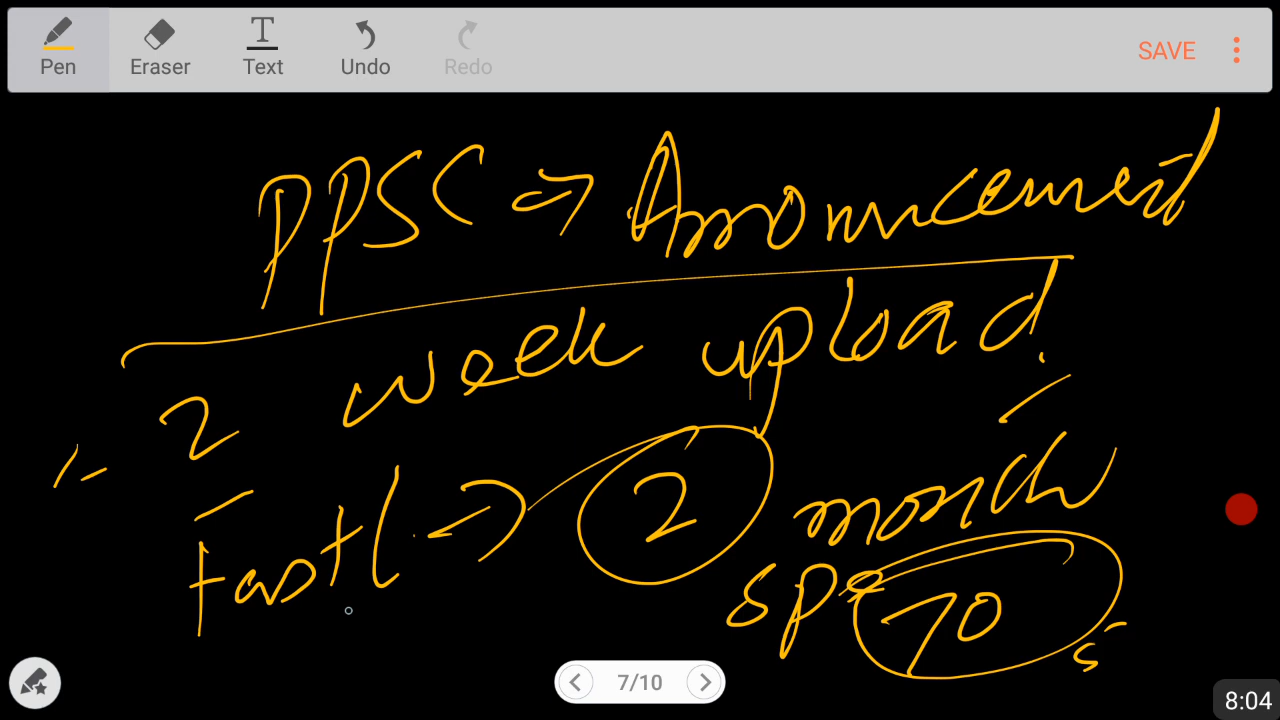 Pen Eraser Text Undo Redo SAVE
PPSC → Announcement
2 week upload
Fast( → 2 month
spe 70 s
7/10
8:04